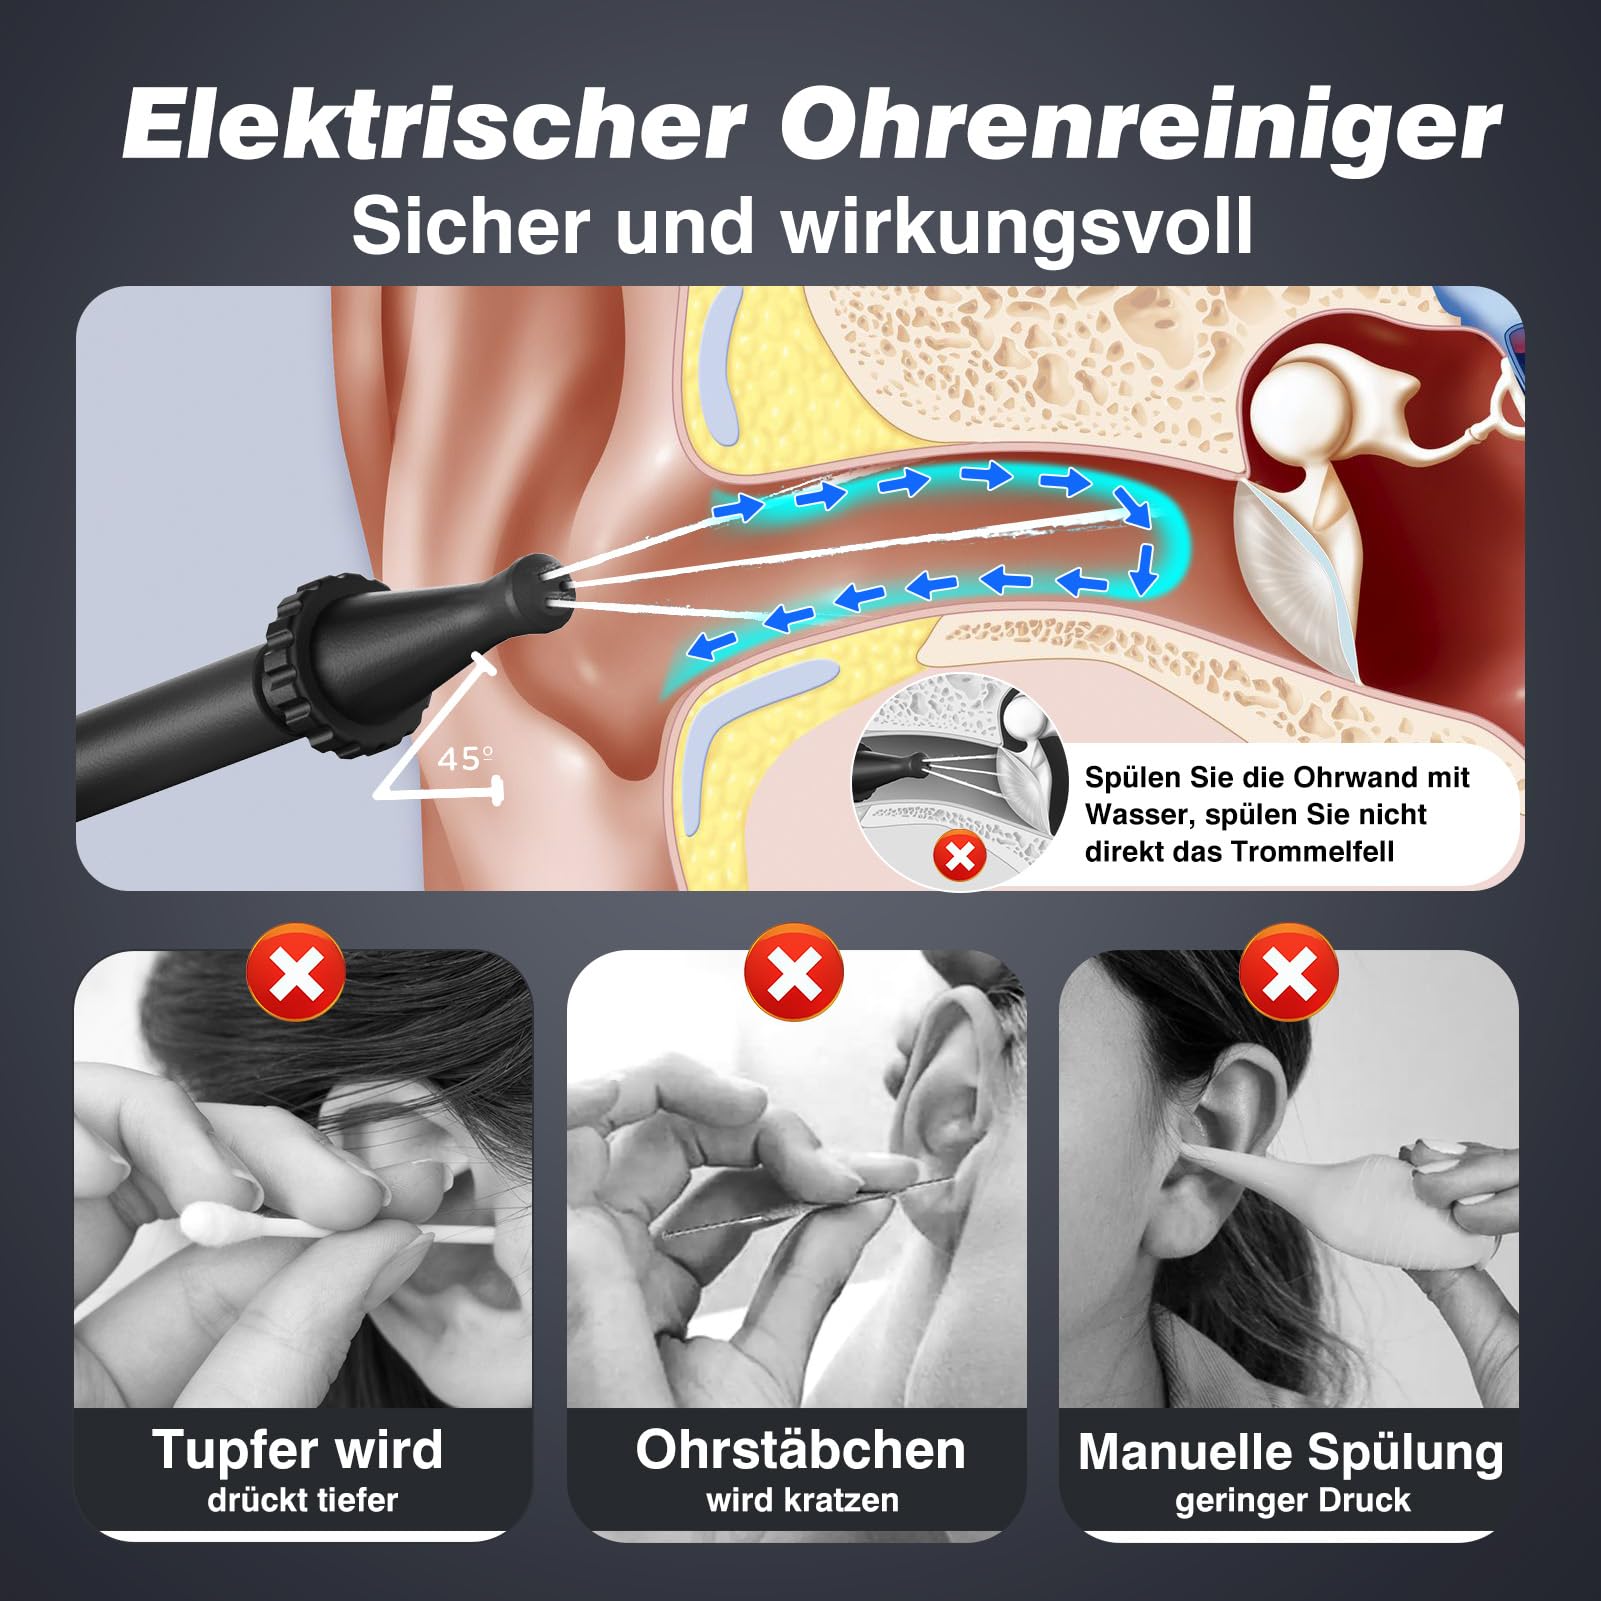 Elektrischer Ohrenreiniger
Sicher und wirkungsvoll
45º
Spülen Sie die Ohrwand mit
Wasser, spülen Sie nicht
direkt das Trommelfell
Tupfer wird
drückt tiefer
Ohrstäbchen
wird kratzen
Manuelle Spülung
geringer Druck